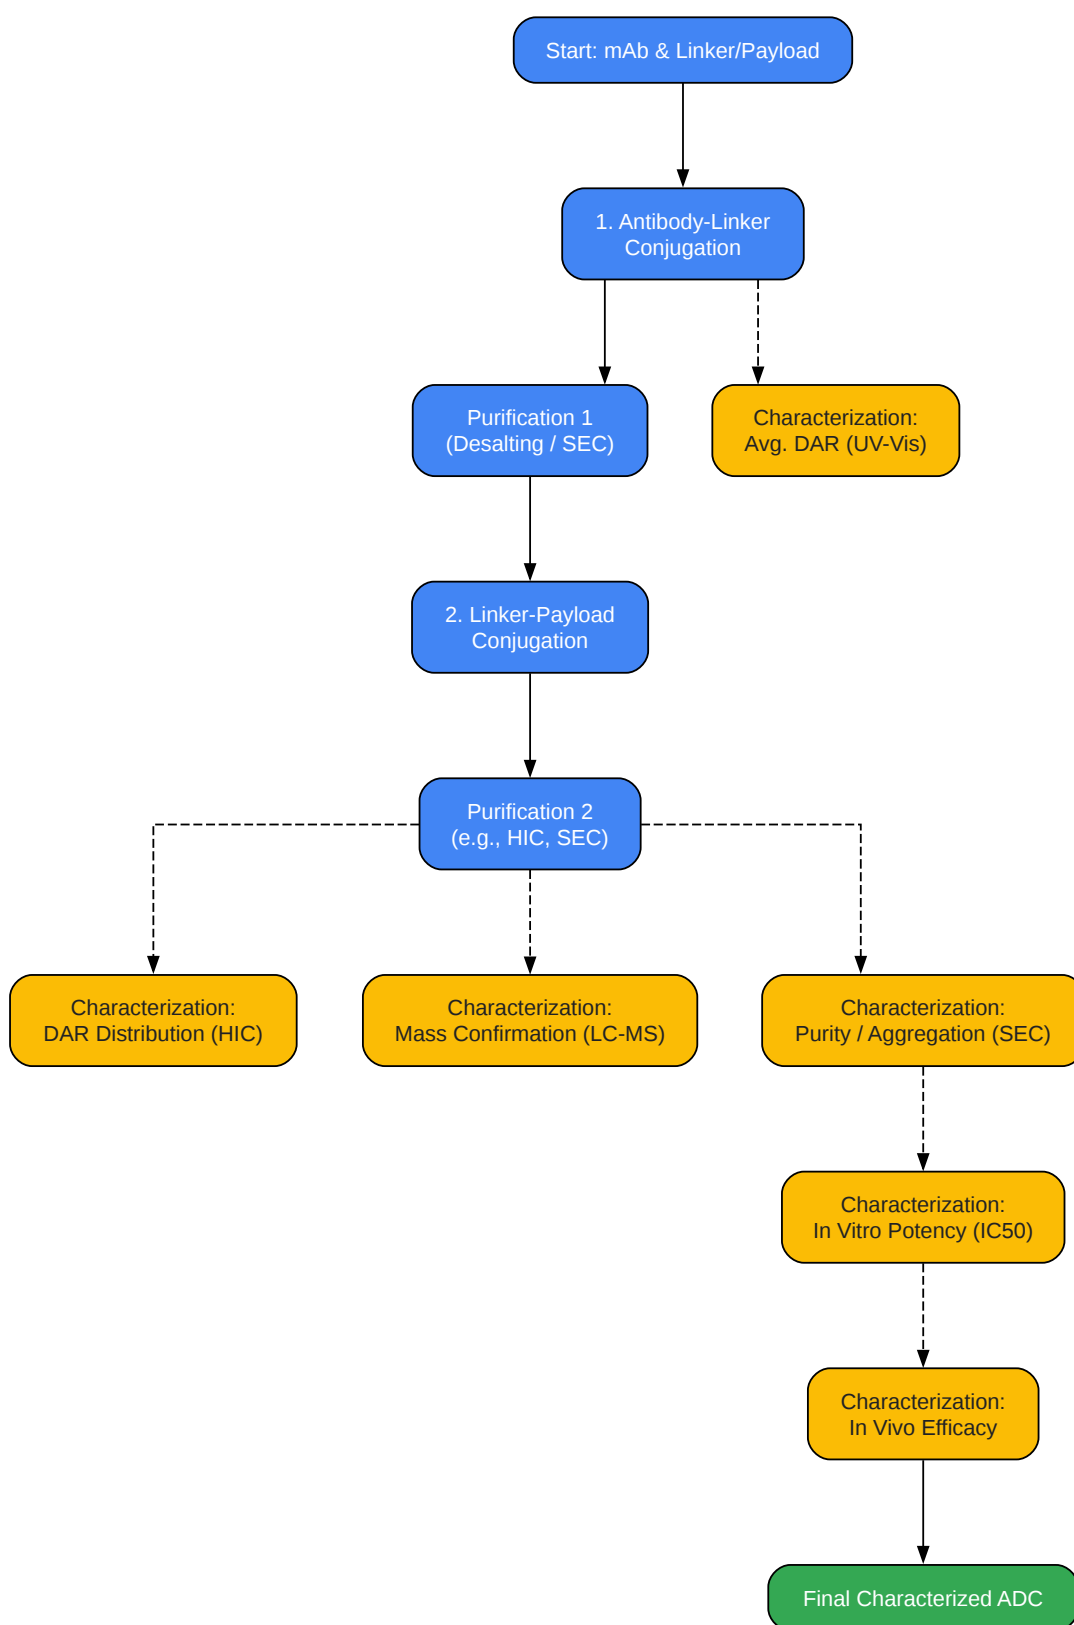 Start: mAb & Linker/Payload
1. Antibody-Linker
Conjugation
Purification 1
(Desalting / SEC)
Characterization:
Avg. DAR (UV-Vis)
2. Linker-Payload
Conjugation
Purification 2
(e.g., HIC, SEC)
Characterization:
DAR Distribution (HIC)
Characterization:
Mass Confirmation (LC-MS)
Characterization:
Purity / Aggregation (SEC)
Characterization:
In Vitro Potency (IC50)
Characterization:
In Vivo Efficacy
Final Characterized ADC